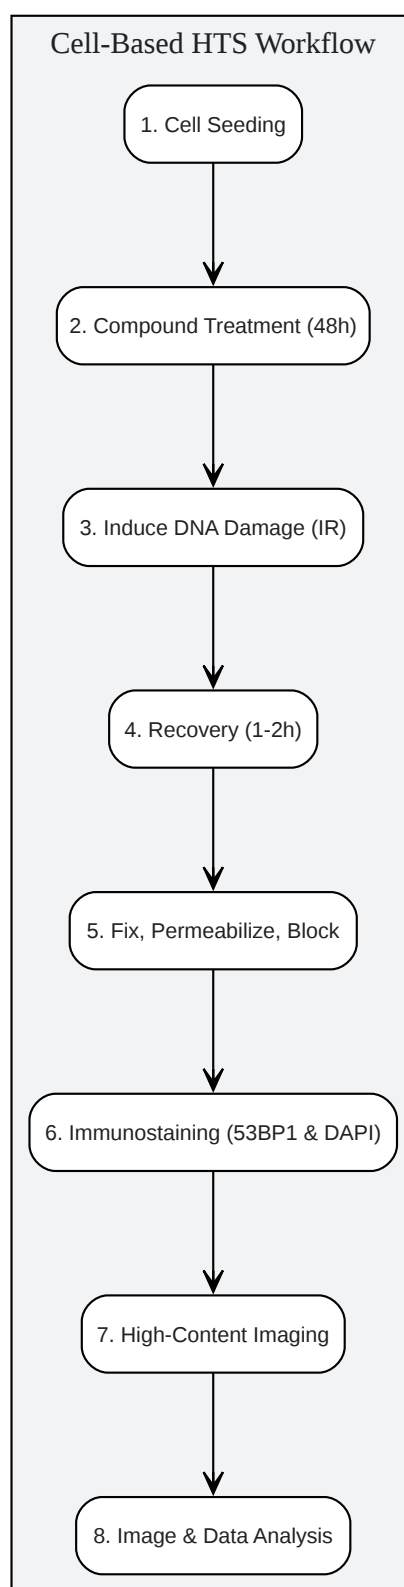 Cell-Based HTS Workflow
1. Cell Seeding
2. Compound Treatment (48h)
3. Induce DNA Damage (IR)
4. Recovery (1-2h)
5. Fix, Permeabilize, Block
6. Immunostaining (53BP1 & DAPI)
7. High-Content Imaging
8. Image & Data Analysis